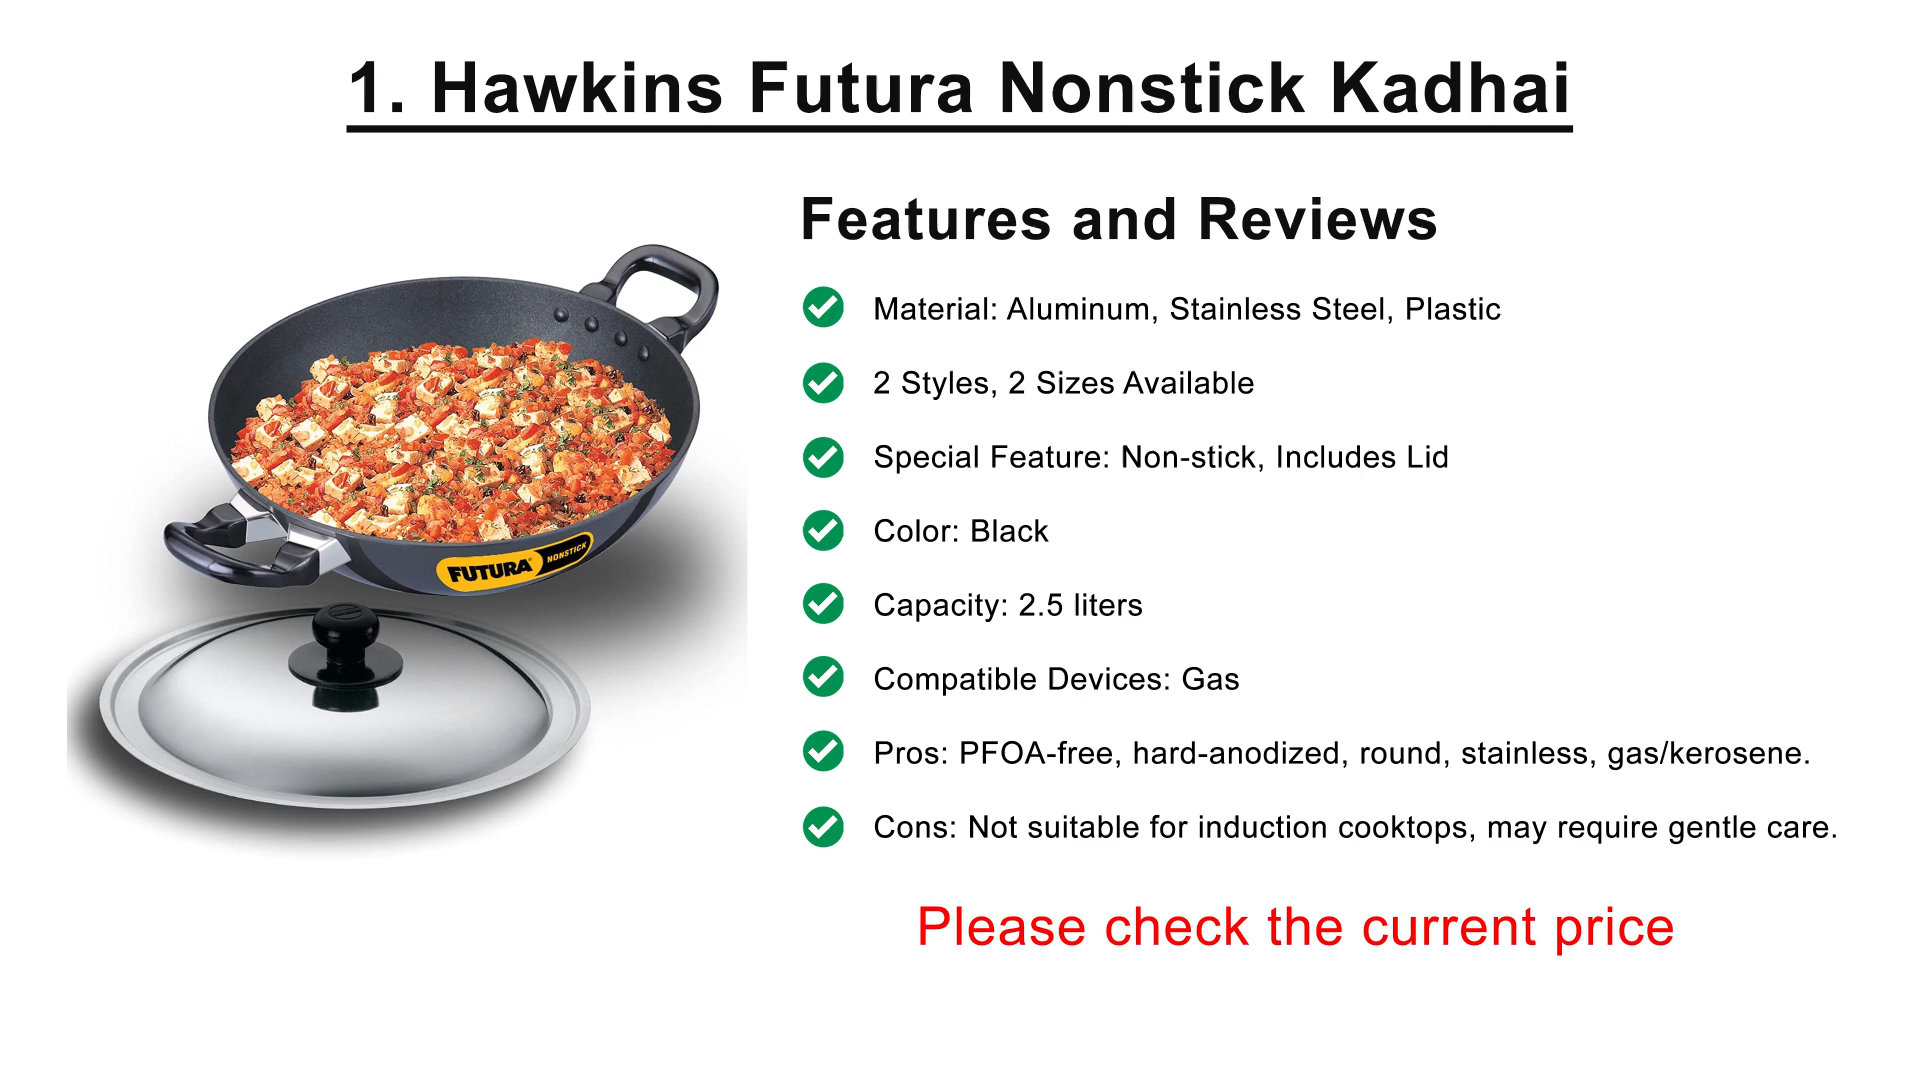 1. Hawkins Futura Nonstick Kadhai
Features and Reviews
Material: Aluminum, Stainless Steel, Plastic
2 Styles, 2 Sizes Available
Special Feature: Non-stick, Includes Lid
Color: Black
Capacity: 2.5 liters
Compatible Devices: Gas
Pros: PFOA-free, hard-anodized, round, stainless, gas/kerosene.
Cons: Not suitable for induction cooktops, may require gentle care.
Please check the current price
FUTURA® NONSTICK